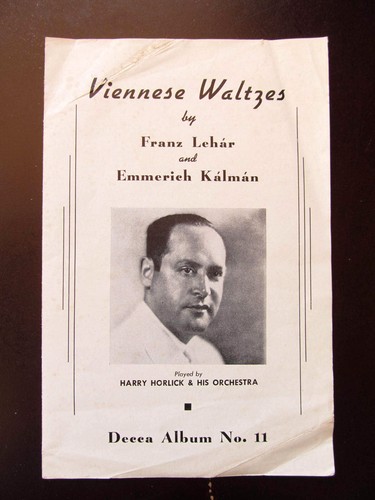 Viennese Waltzes
by
Franz Lehár
and
Emmerich Kálmán
Played by
HARRY HORLICK & HIS ORCHESTRA
Decca Album No. 11